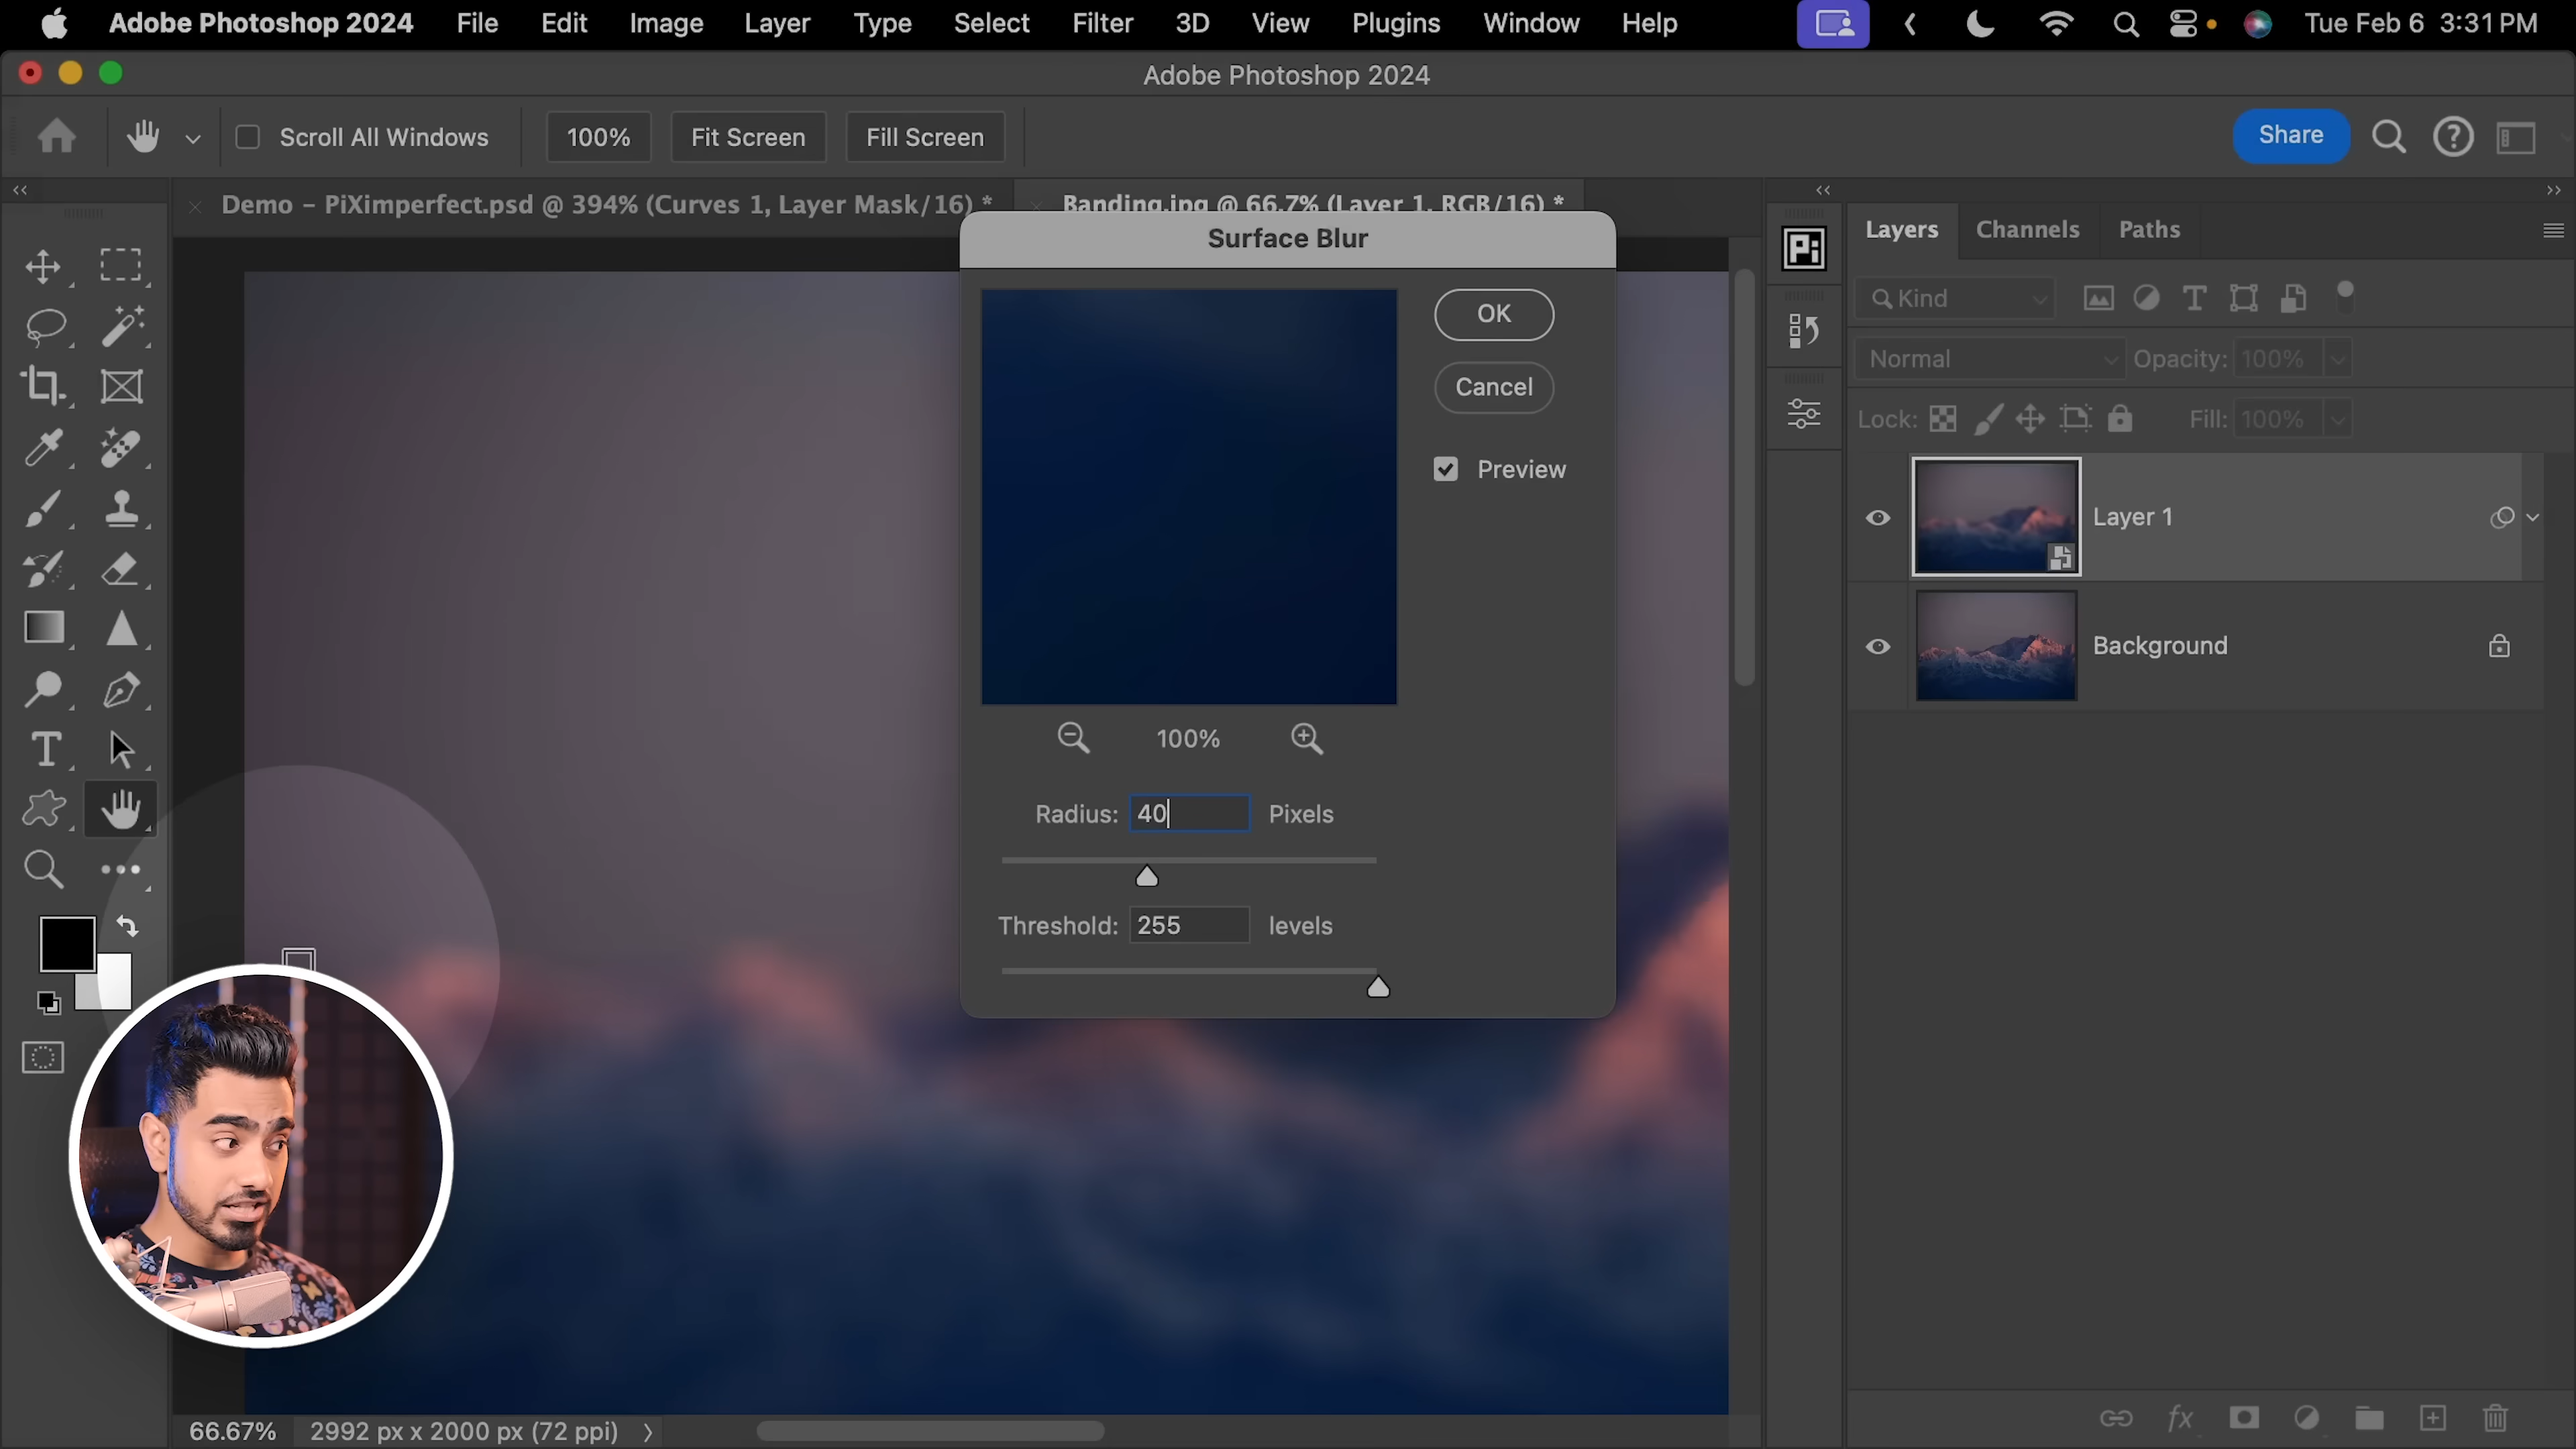 Adobe Photoshop 2024 File Edit Image Layer Type Select Filter 3D View Plugins Window Help Tue Feb 6 3:31 PM
Adobe Photoshop 2024
Scroll All Windows 100% Fit Screen Fill Screen Share
Demo - PiXimperfect.psd @ 394% (Curves 1, Layer Mask/16) * Banding.jpg @ 66.7% (Layer 1, RGB/16) *
Surface Blur
OK
Cancel
Preview
100%
Radius: 40 Pixels
Threshold: 255 levels
Pi
Layers Channels Paths
Kind
Normal Opacity: 100%
Lock: Fill: 100%
Layer 1
Background
fx
66.67% 2992 px x 2000 px (72 ppi)